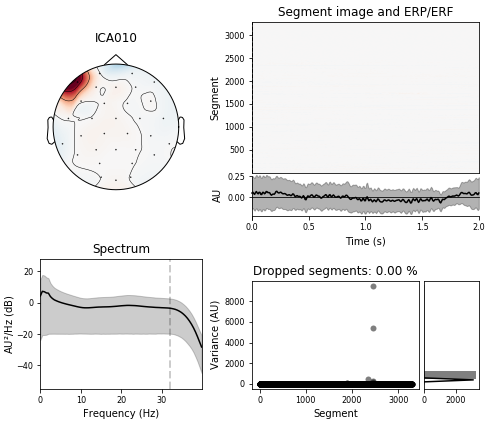 ICA010
Segment image and ERP/ERF
Segment
3000
2500
2000
1500
1000
500
AU
0.25
0.00
0.0 0.5 1.0 1.5 2.0
Time (s)
Spectrum
AU²/Hz (dB)
20
0
−20
−40
0 10 20 30
Frequency (Hz)
Dropped segments: 0.00 %
Variance (AU)
8000
6000
4000
2000
0
0 1000 2000 3000
Segment
0 2000